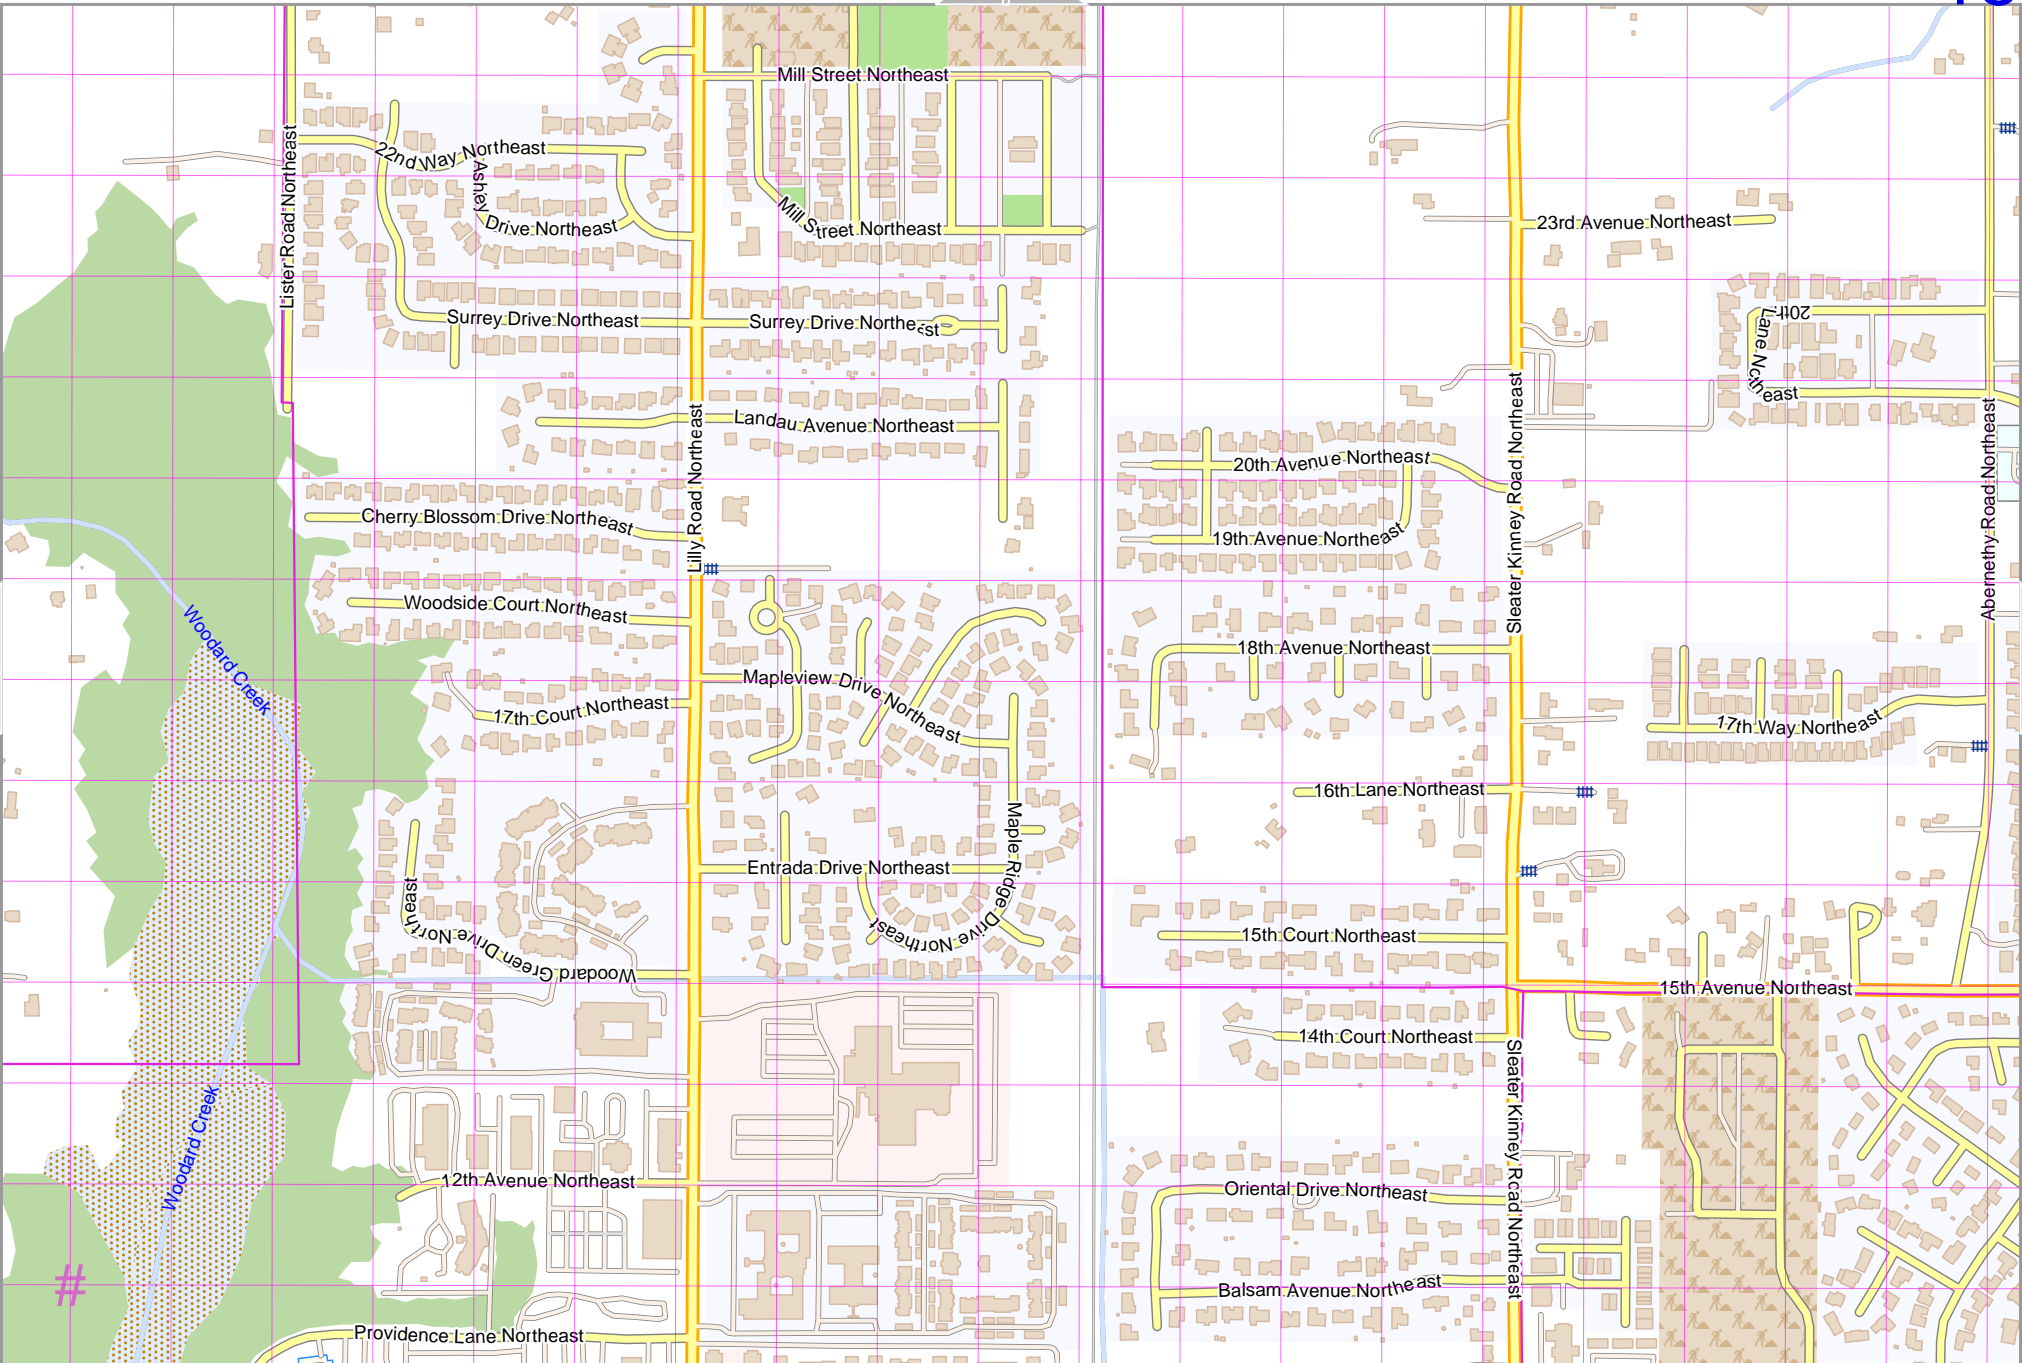 Mill Street Northeast
Lister Road Northeast
22nd Way Northeast
Ashley Drive Northeast
Mill Street Northeast
23rd Avenue Northeast
Surrey Drive Northeast
Surrey Drive Northeast
20th Lane Northeast
Landau Avenue Northeast
Lilly Road Northeast
Sleater Kinney Road Northeast
Abernethy Road Northeast
20th Avenue Northeast
Cherry Blossom Drive Northeast
19th Avenue Northeast
Woodside Court Northeast
Woodard Creek
18th Avenue Northeast
Mapleview Drive Northeast
17th Court Northeast
17th Way Northeast
16th Lane Northeast
Entrada Drive Northeast
Maple Ridge Drive Northeast
Woodard Green Drive Northeast
15th Court Northeast
15th Avenue Northeast
14th Court Northeast
Sleater Kinney Road Northeast
Woodard Creek
12th Avenue Northeast
Oriental Drive Northeast
Balsam Avenue Northeast
#
Providence Lane Northeast